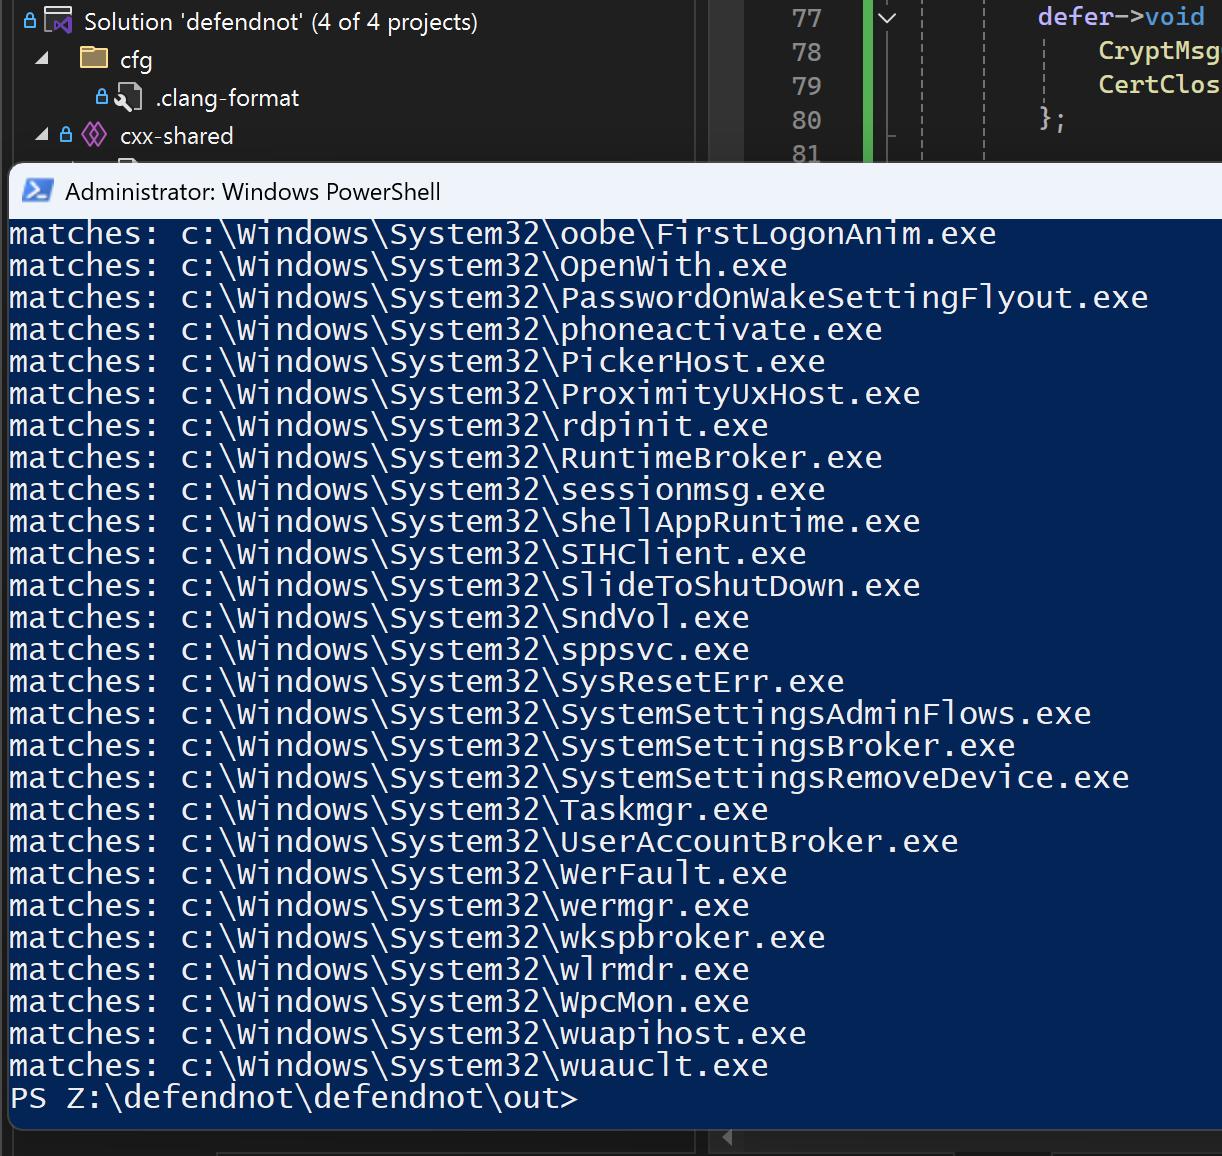 Solution 'defendnot' (4 of 4 projects)
cfg
.clang-format
cxx-shared
77 defer->void
78 CryptMsg
79 CertClos
80 };
81
Administrator: Windows PowerShell
matches: c:\Windows\System32\oobe\FirstLogonAnim.exe
matches: c:\Windows\System32\OpenWith.exe
matches: c:\Windows\System32\PasswordOnWakeSettingFlyout.exe
matches: c:\Windows\System32\phoneactivate.exe
matches: c:\Windows\System32\PickerHost.exe
matches: c:\Windows\System32\ProximityUxHost.exe
matches: c:\Windows\System32\rdpinit.exe
matches: c:\Windows\System32\RuntimeBroker.exe
matches: c:\Windows\System32\sessionmsg.exe
matches: c:\Windows\System32\ShellAppRuntime.exe
matches: c:\Windows\System32\SIHClient.exe
matches: c:\Windows\System32\SlideToShutDown.exe
matches: c:\Windows\System32\SndVol.exe
matches: c:\Windows\System32\sppsvc.exe
matches: c:\Windows\System32\SysResetErr.exe
matches: c:\Windows\System32\SystemSettingsAdminFlows.exe
matches: c:\Windows\System32\SystemSettingsBroker.exe
matches: c:\Windows\System32\SystemSettingsRemoveDevice.exe
matches: c:\Windows\System32\Taskmgr.exe
matches: c:\Windows\System32\UserAccountBroker.exe
matches: c:\Windows\System32\WerFault.exe
matches: c:\Windows\System32\wermgr.exe
matches: c:\Windows\System32\wkspbroker.exe
matches: c:\Windows\System32\wlrmdr.exe
matches: c:\Windows\System32\WpcMon.exe
matches: c:\Windows\System32\wuapihost.exe
matches: c:\Windows\System32\wuauclt.exe
PS Z:\defendnot\defendnot\out>